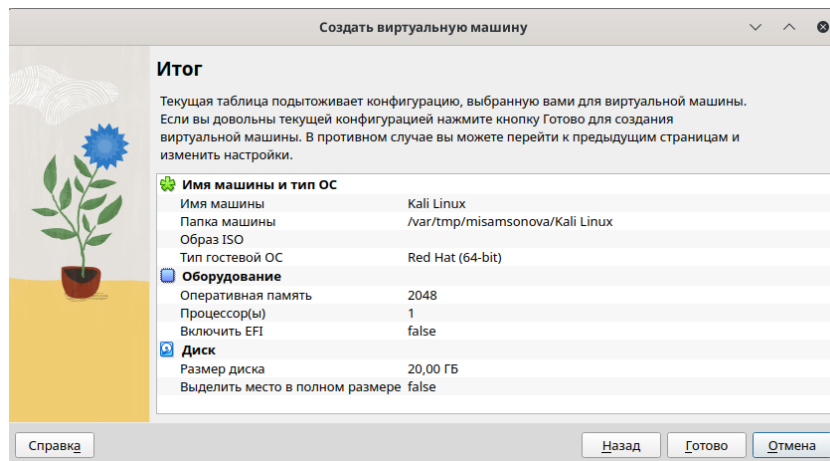 Создать виртуальную машину
Итог
Текущая таблица подытоживает конфигурацию, выбранную вами для виртуальной машины.
Если вы довольны текущей конфигурацией нажмите кнопку Готово для создания
виртуальной машины. В противном случае вы можете перейти к предыдущим страницам и
изменить настройки.
Имя машины и тип ОС
Имя машины Kali Linux
Папка машины /var/tmp/misamsonova/Kali Linux
Образ ISO
Тип гостевой ОС Red Hat (64-bit)
Оборудование
Оперативная память 2048
Процессор(ы) 1
Включить EFI false
Диск
Размер диска 20,00 ГБ
Выделить место в полном размере false
Справка Назад Готово Отмена